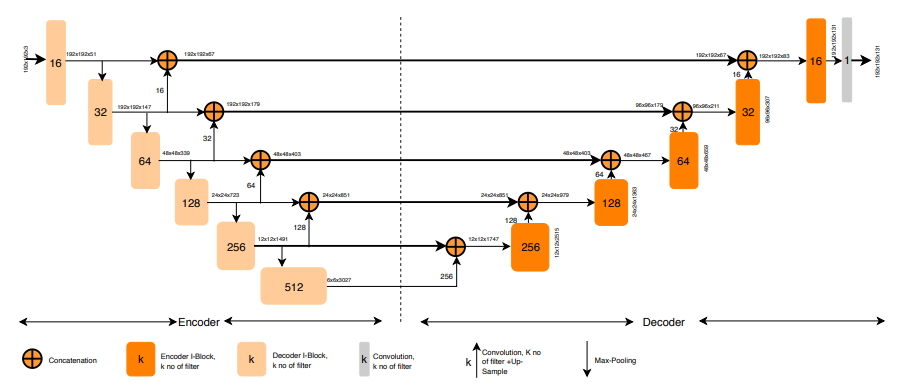 192x192x3
16
192x192x51
192x192x67
192x192x67
192x192x83
16
192x192x131
1
192x192x131
16
16
32
192x192x147
192x192x179
96x96x179
96x96x211
32
96x96x307
32
32
64
48x48x339
48x48x403
48x48x403
48x48x467
64
48x48x659
64
64
128
24x24x723
24x24x851
24x24x851
24x24x979
128
24x24x1363
128
128
256
12x12x1491
12x12x1747
256
12x12x2515
256
512
6x6x3027
Encoder
Decoder
Concatenation
k
Encoder I-Block,
k no of filter
k
Decoder I-Block,
k no of filter
k
Convolution,
k no of filter
k
Convolution, K no
of filter +Up-
Sample
Max-Pooling